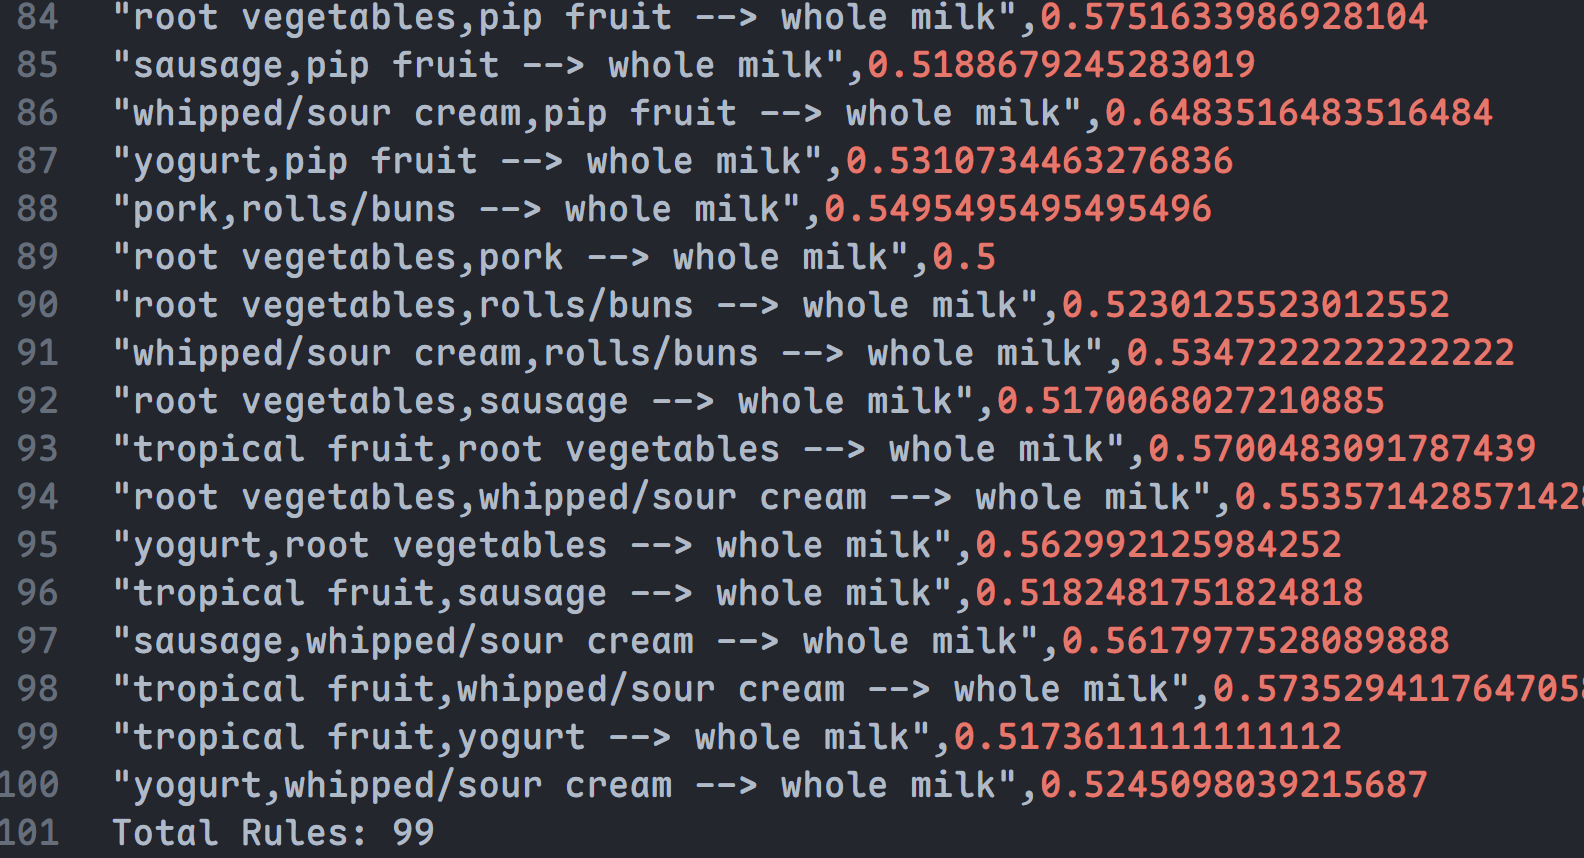 84 "root vegetables,pip fruit --> whole milk",0.5751633986928104
85 "sausage,pip fruit --> whole milk",0.5188679245283019
86 "whipped/sour cream,pip fruit --> whole milk",0.6483516483516484
87 "yogurt,pip fruit --> whole milk",0.5310734463276836
88 "pork,rolls/buns --> whole milk",0.5495495495495496
89 "root vegetables,pork --> whole milk",0.5
90 "root vegetables,rolls/buns --> whole milk",0.5230125523012552
91 "whipped/sour cream,rolls/buns --> whole milk",0.5347222222222222
92 "root vegetables,sausage --> whole milk",0.5170068027210885
93 "tropical fruit,root vegetables --> whole milk",0.5700483091787439
94 "root vegetables,whipped/sour cream --> whole milk",0.553571428571428
95 "yogurt,root vegetables --> whole milk",0.562992125984252
96 "tropical fruit,sausage --> whole milk",0.5182481751824818
97 "sausage,whipped/sour cream --> whole milk",0.5617977528089888
98 "tropical fruit,whipped/sour cream --> whole milk",0.5735294117647058
99 "tropical fruit,yogurt --> whole milk",0.5173611111111112
100 "yogurt,whipped/sour cream --> whole milk",0.5245098039215687
101 Total Rules: 99